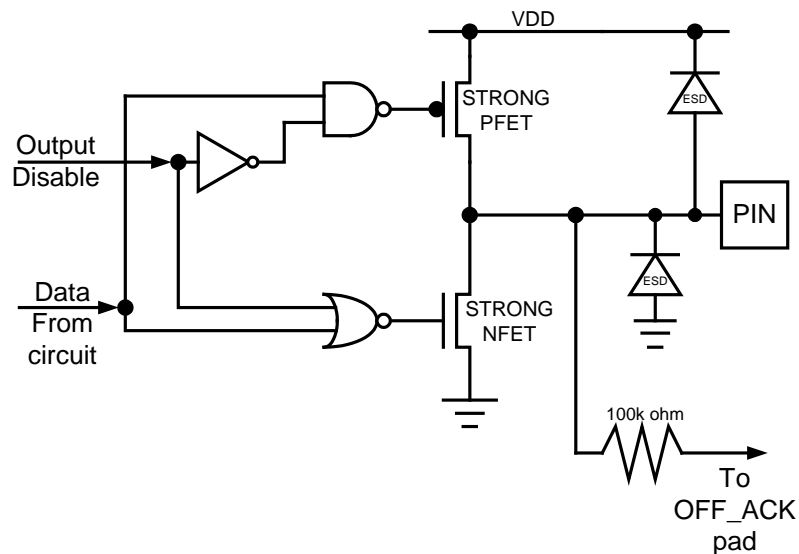 VDD
STRONG
PFET
ESD
Output
Disable
PIN
ESD
Data
From
circuit
STRONG
NFET
100k ohm
To
OFF_ACK
pad